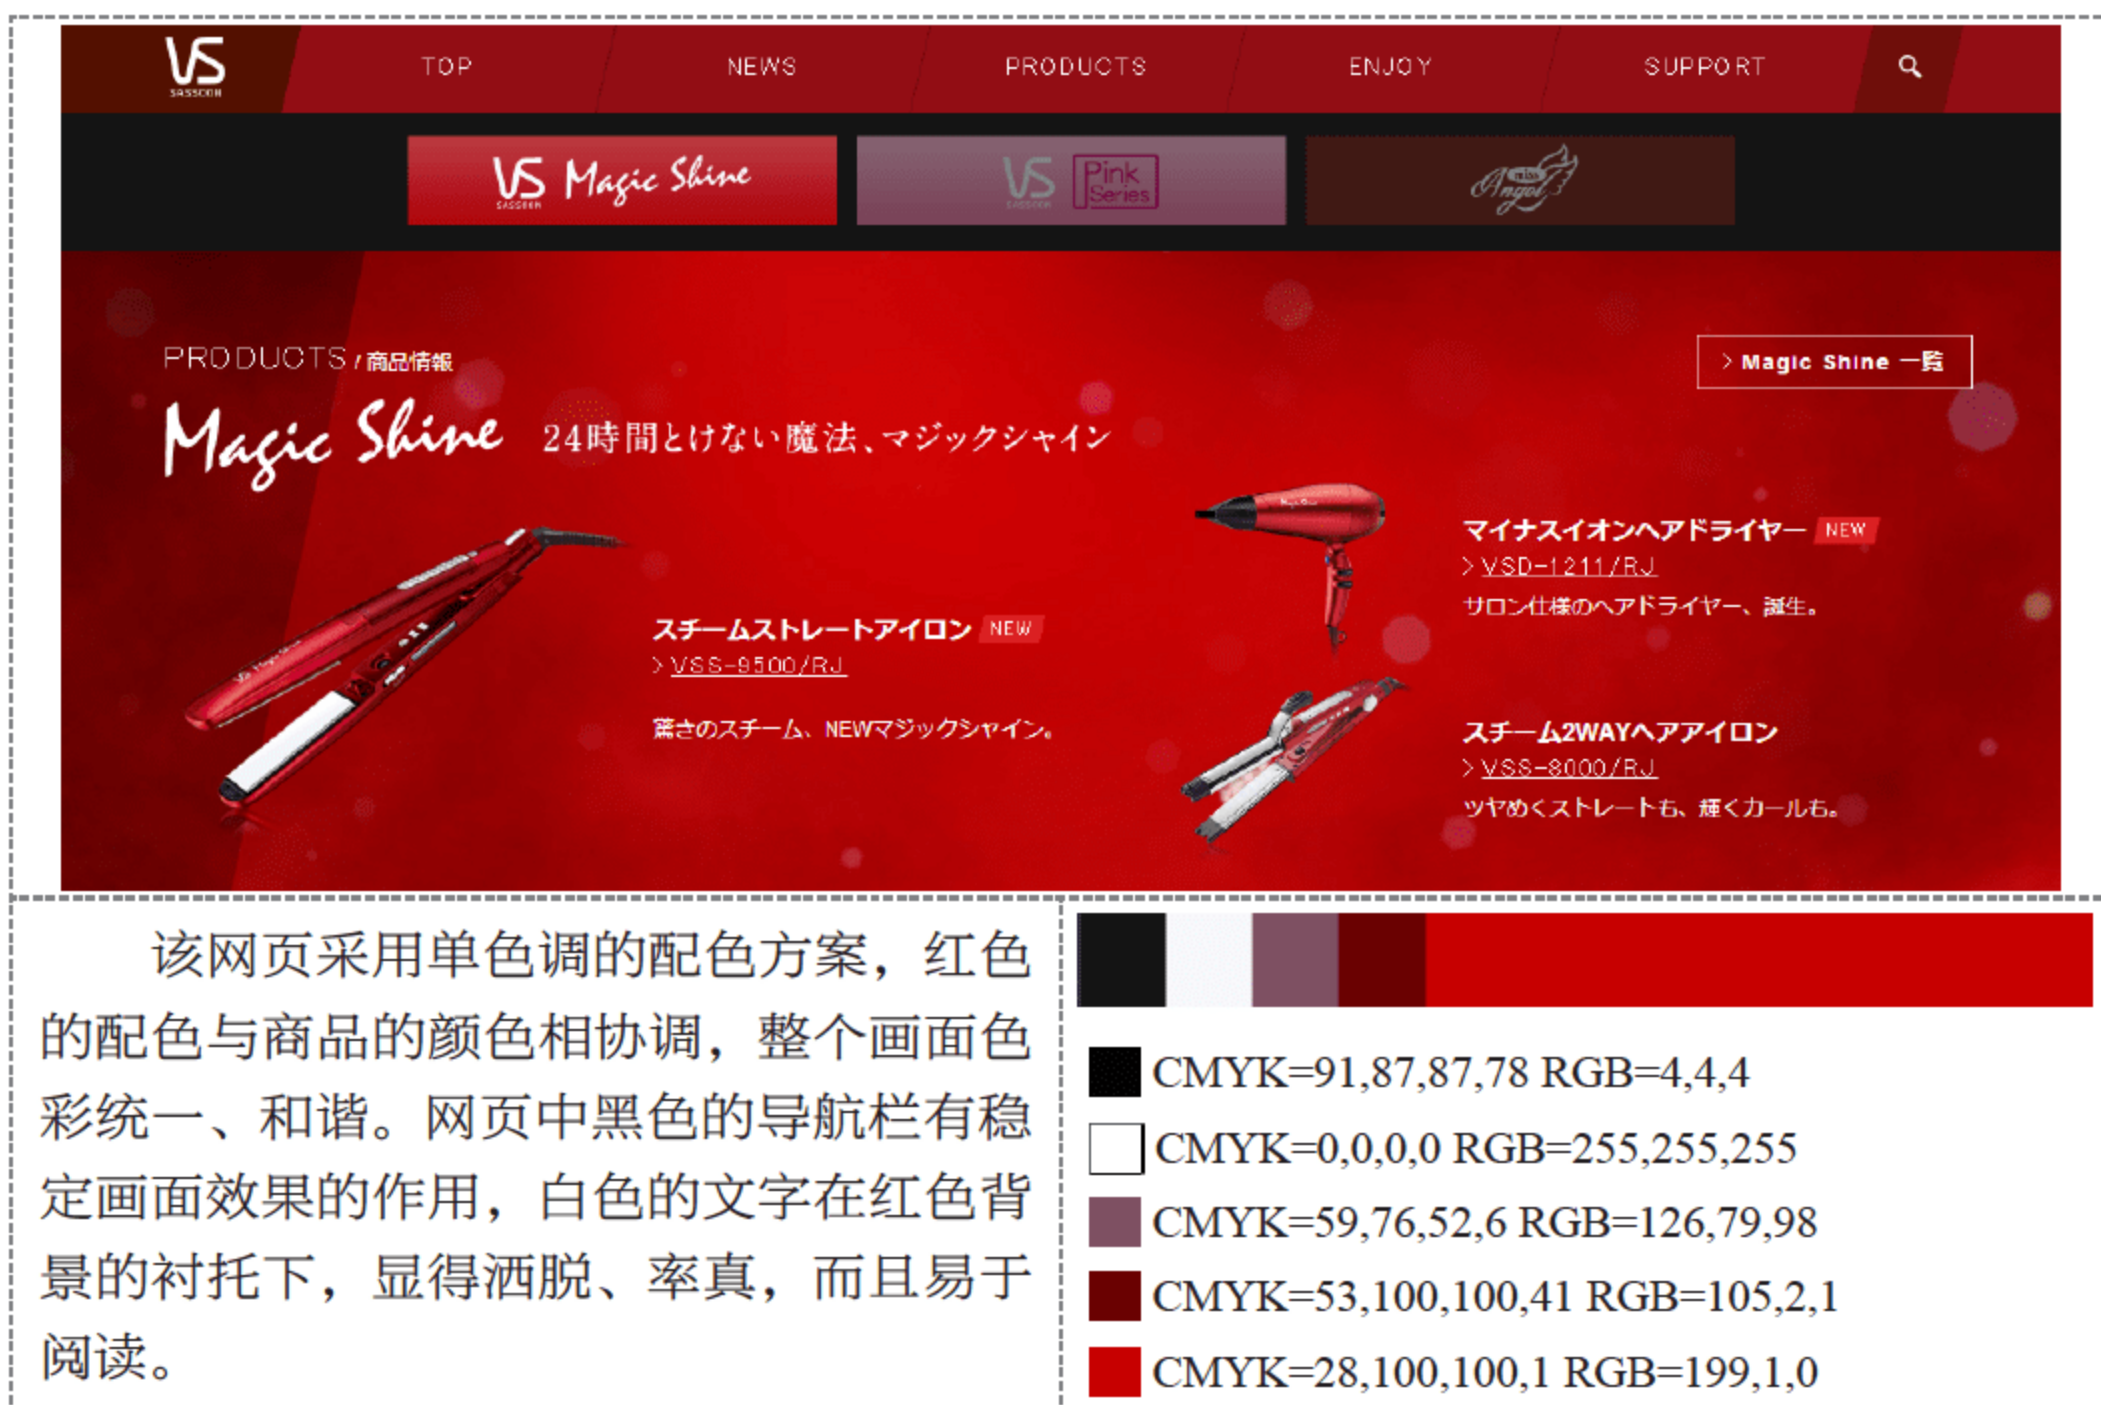 VS
SASSOON
TOP
NEWS
PRODUCTS
ENJOY
SUPPORT
VS SASSOON Magic Shine
VS SASSOON Pink Series
miss Angel
PRODUCTS / 商品情報
> Magic Shine 一覧
Magic Shine 24時間とけない魔法、マジックシャイン
スチームストレートアイロン NEW
> VSS-9500/RJ
驚きのスチーム、NEWマジックシャイン。
マイナスイオンヘアドライヤー NEW
> VSD-1211/RJ
サロン仕様のヘアドライヤー、誕生。
スチーム2WAYヘアアイロン
> VSS-8000/RJ
ツヤめくストレートも、輝くカールも。
该网页采用单色调的配色方案，红色
的配色与商品的颜色相协调，整个画面色
彩统一、和谐。网页中黑色的导航栏有稳
定画面效果的作用，白色的文字在红色背
景的衬托下，显得洒脱、率真，而且易于
阅读。
CMYK=91,87,87,78 RGB=4,4,4
CMYK=0,0,0,0 RGB=255,255,255
CMYK=59,76,52,6 RGB=126,79,98
CMYK=53,100,100,41 RGB=105,2,1
CMYK=28,100,100,1 RGB=199,1,0